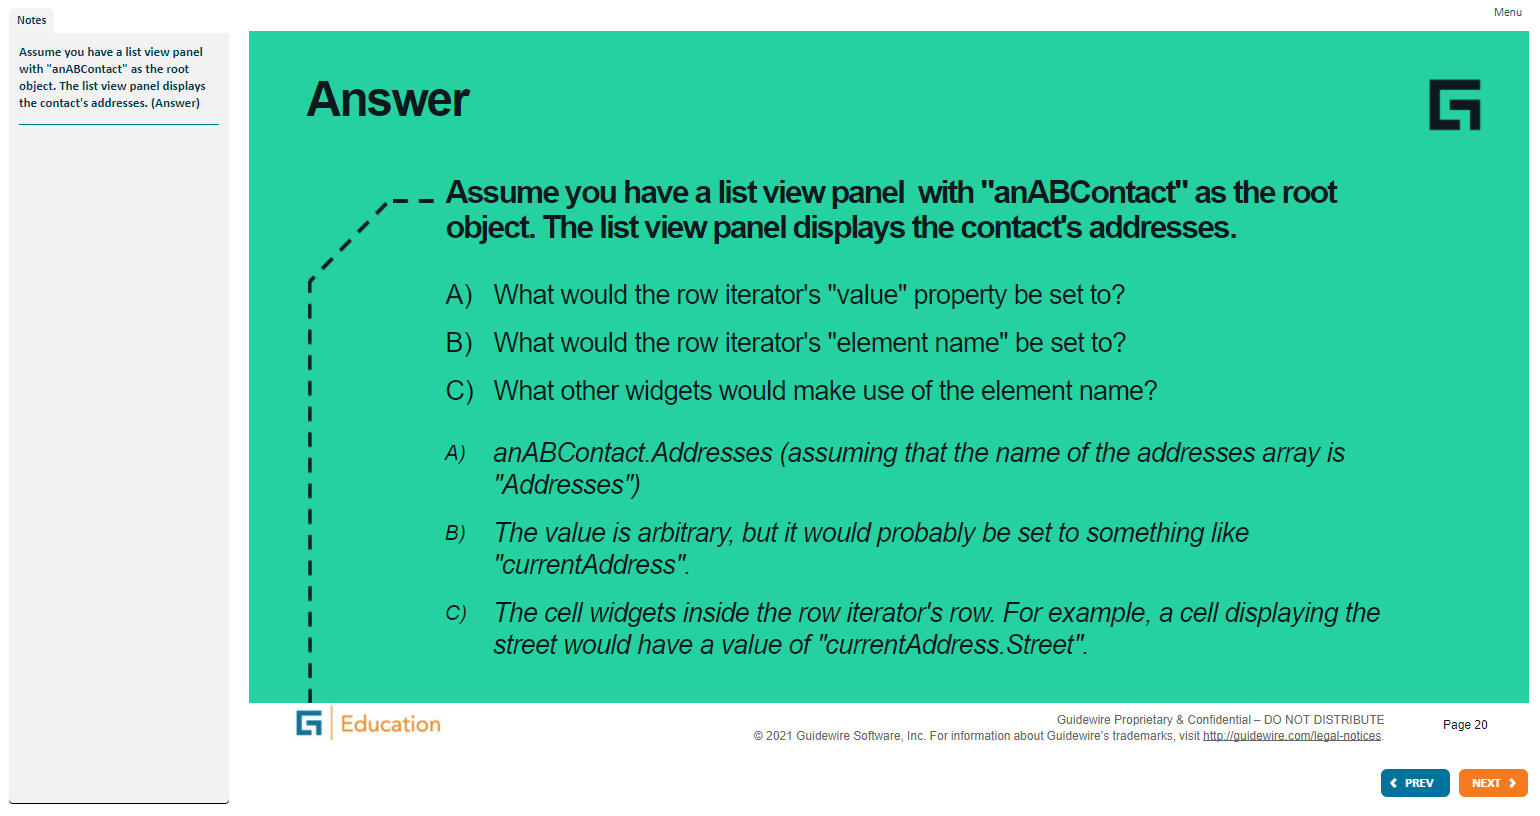 Notes
Menu
Assume you have a list view panel
with "anABContact" as the root
object. The list view panel displays
the contact's addresses. (Answer)
Answer
Assume you have a list view panel  with "anABContact" as the root
object. The list view panel displays the contact's addresses.
A) What would the row iterator's "value" property be set to?
B) What would the row iterator's "element name" be set to?
C) What other widgets would make use of the element name?
A) anABContact.Addresses (assuming that the name of the addresses array is
"Addresses")
B) The value is arbitrary, but it would probably be set to something like
"currentAddress".
C) The cell widgets inside the row iterator's row. For example, a cell displaying the
street would have a value of "currentAddress.Street".
Education
Guidewire Proprietary & Confidential – DO NOT DISTRIBUTE
© 2021 Guidewire Software, Inc. For information about Guidewire's trademarks, visit http://guidewire.com/legal-notices.
Page 20
PREV
NEXT